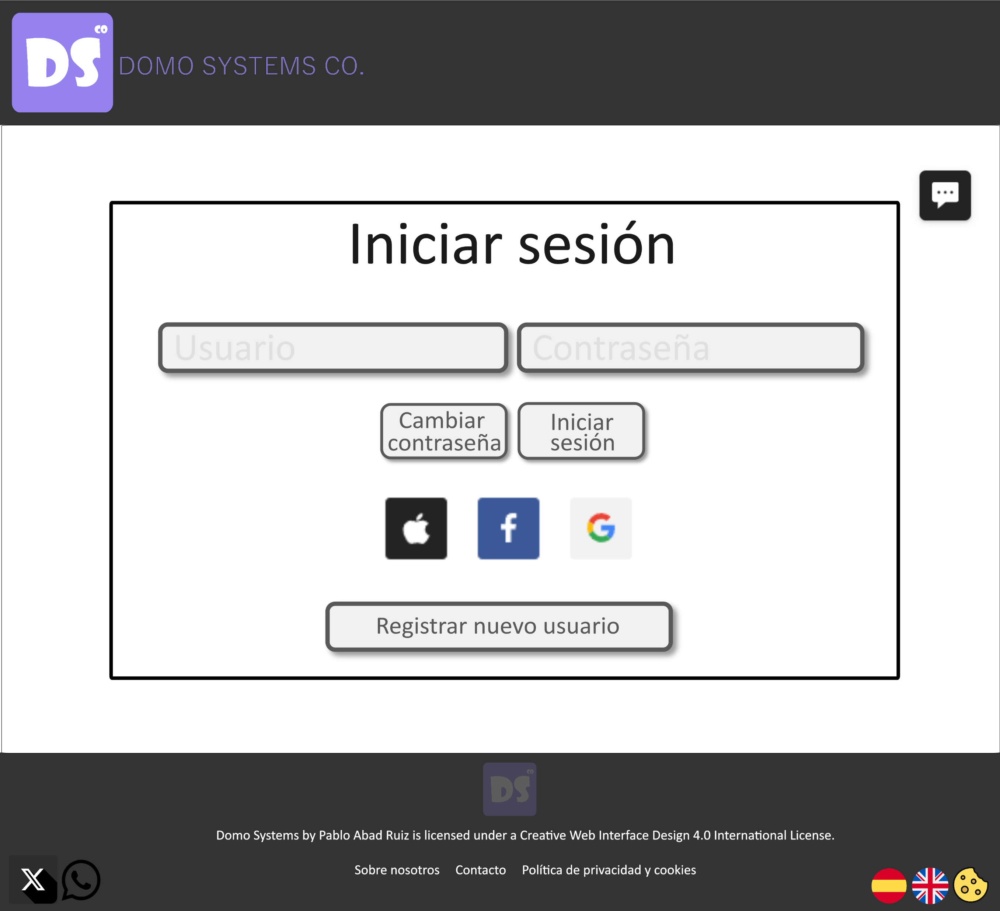 co
DS
DOMO SYSTEMS CO.
Iniciar sesión
Usuario
Contraseña
Cambiar
contraseña
Iniciar
sesión
Registrar nuevo usuario
co
DS
Domo Systems by Pablo Abad Ruiz is licensed under a Creative Web Interface Design 4.0 International License.
Sobre nosotros Contacto Política de privacidad y cookies